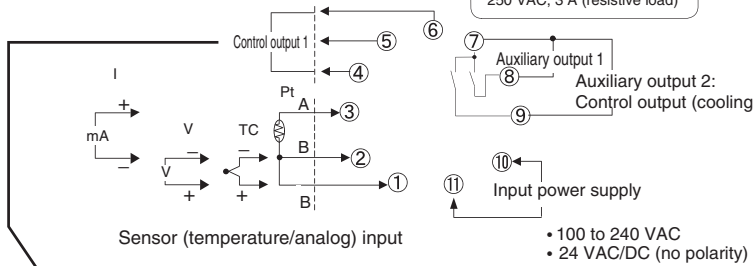 250 VAC, 3 A (resistive load)
⑥
Control output 1
⑤
④
⑦
Auxiliary output 1
⑧
Auxiliary output 2:
Control output (cooling
⑨
I
Pt
+
mA
−
V
−
V
+
TC
−
+
A
③
B
②
①
B
⑩
⑪
Input power supply
Sensor (temperature/analog) input
• 100 to 240 VAC
• 24 VAC/DC (no polarity)